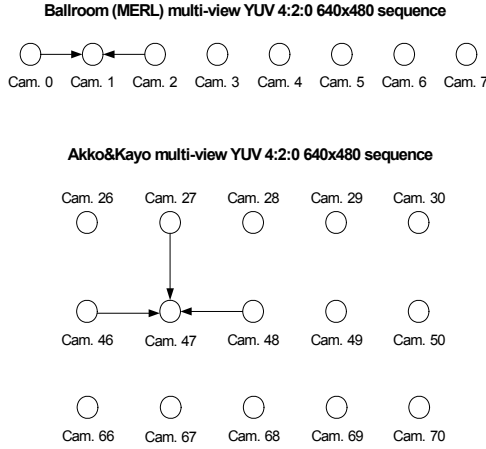 Ballroom (MERL) multi-view YUV 4:2:0 640x480 sequence
Cam. 0 Cam. 1 Cam. 2 Cam. 3 Cam. 4 Cam. 5 Cam. 6 Cam. 7
Akko&Kayo multi-view YUV 4:2:0 640x480 sequence
Cam. 26 Cam. 27 Cam. 28 Cam. 29 Cam. 30
Cam. 46 Cam. 47 Cam. 48 Cam. 49 Cam. 50
Cam. 66 Cam. 67 Cam. 68 Cam. 69 Cam. 70